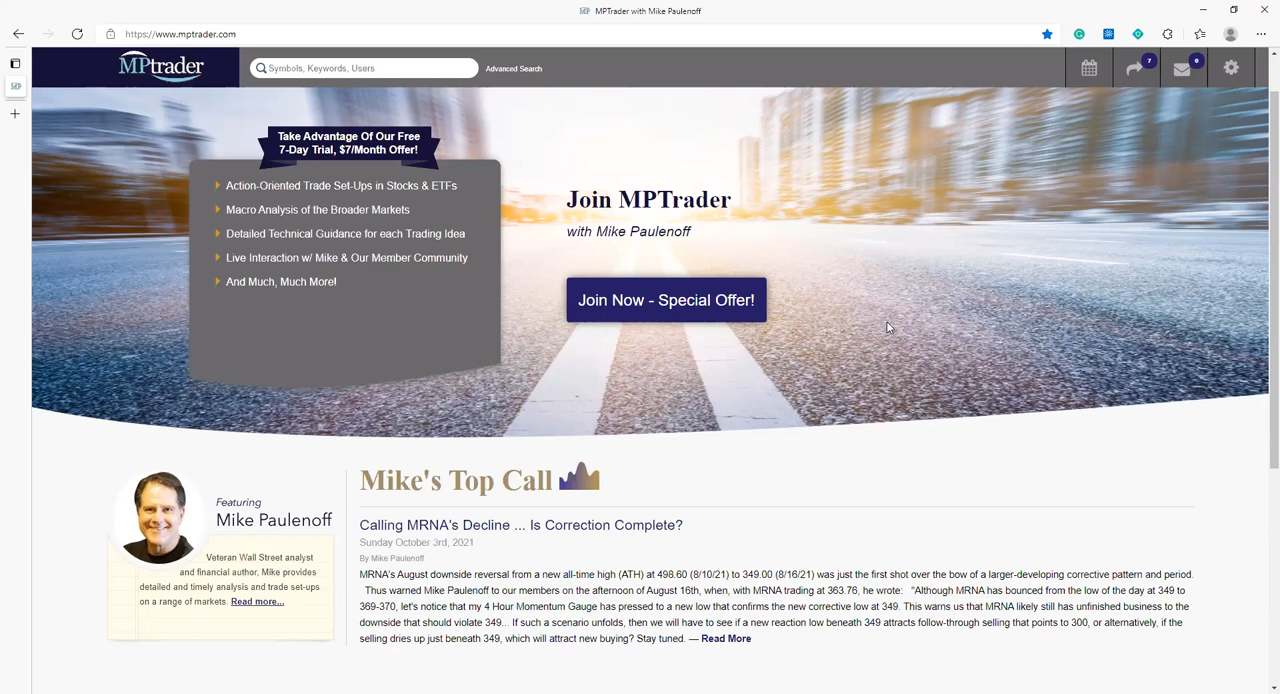 MPTrader with Mike Paulenoff
https://www.mptrader.com
MPtrader
Symbols, Keywords, Users
Advanced Search
7
0
Take Advantage Of Our Free
7-Day Trial, $7/Month Offer!
Action-Oriented Trade Set-Ups in Stocks & ETFs
Macro Analysis of the Broader Markets
Detailed Technical Guidance for each Trading Idea
Live Interaction w/ Mike & Our Member Community
And Much, Much More!
Join MPTrader
with Mike Paulenoff
Join Now - Special Offer!
Featuring
Mike Paulenoff
Veteran Wall Street analyst
and financial author, Mike provides
detailed and timely analysis and trade set-ups
on a range of markets. Read more...
Mike's Top Call
Calling MRNA's Decline ... Is Correction Complete?
Sunday October 3rd, 2021
By Mike Paulenoff
MRNA's August downside reversal from a new all-time high (ATH) at 498.60 (8/10/21) to 349.00 (8/16/21) was just the first shot over the bow of a larger-developing corrective pattern and period.
Thus warned Mike Paulenoff to our members on the afternoon of August 16th, when, with MRNA trading at 363.76, he wrote: "Although MRNA has bounced from the low of the day at 349 to
369-370, let's notice that my 4 Hour Momentum Gauge has pressed to a new low that confirms the new corrective low at 349. This warns us that MRNA likely still has unfinished business to the
downside that should violate 349... If such a scenario unfolds, then we will have to see if a new reaction low beneath 349 attracts follow-through selling that points to 300, or alternatively, if the
selling dries up just beneath 349, which will attract new buying? Stay tuned. — Read More